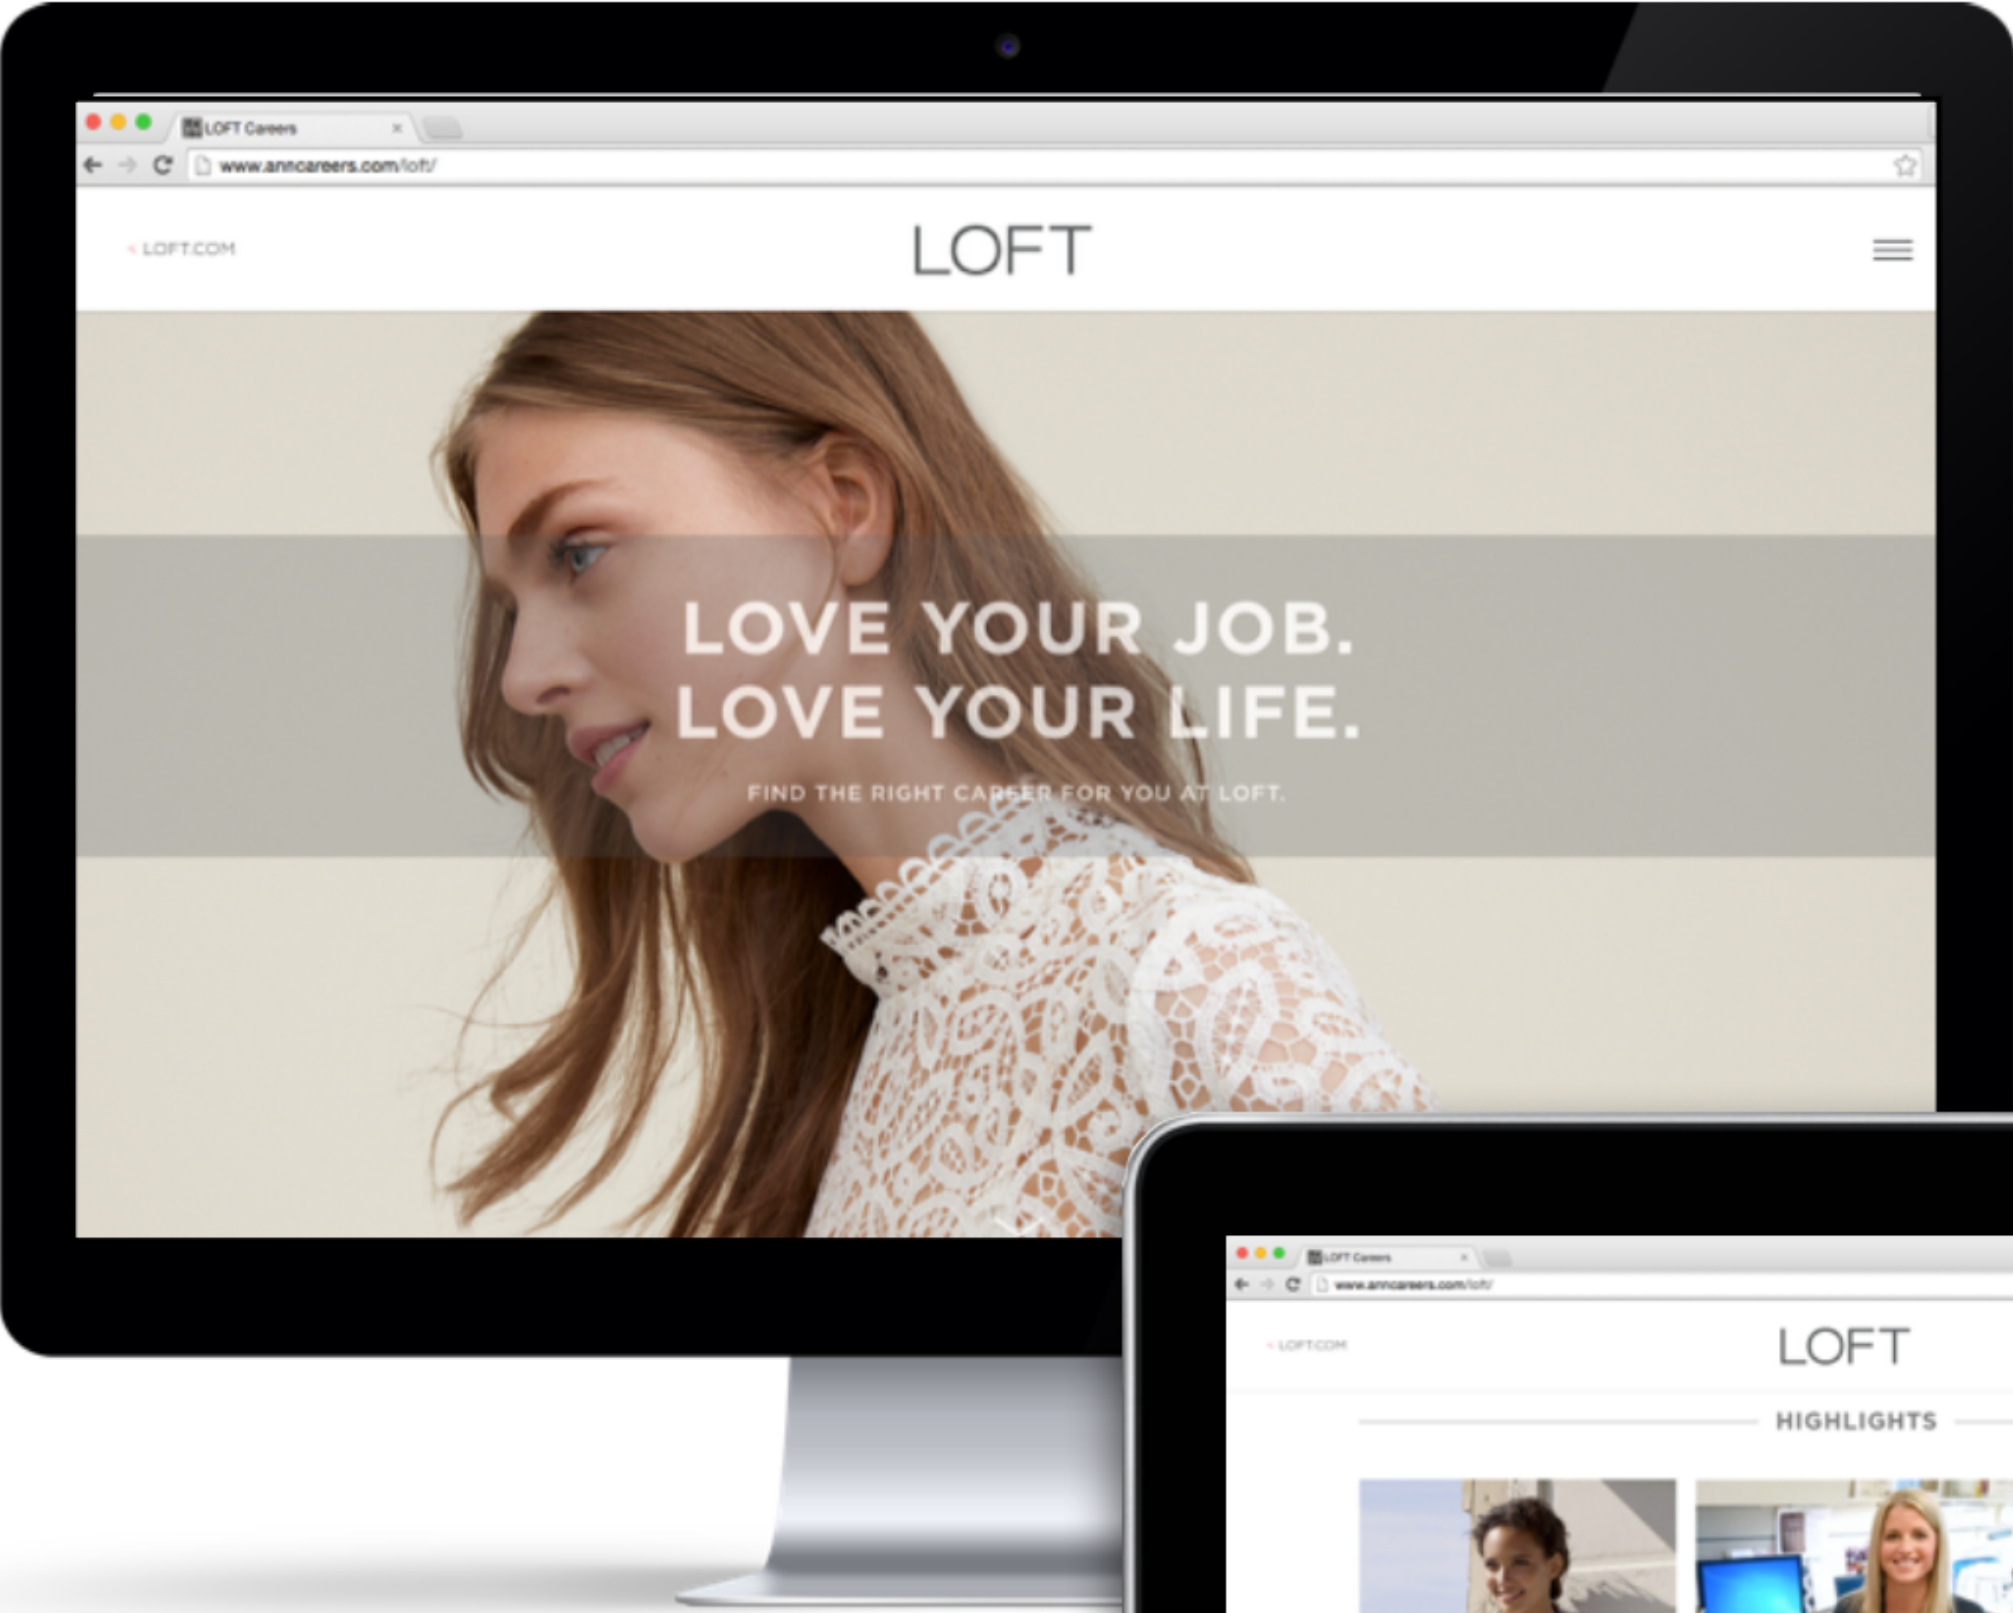 LOFT Careers
www.anncareers.com/loft/
< LOFT.COM
LOFT
LOVE YOUR JOB.
LOVE YOUR LIFE.
FIND THE RIGHT CAREER FOR YOU AT LOFT.
LOFT Careers
www.anncareers.com/loft/
< LOFT.COM
LOFT
HIGHLIGHTS